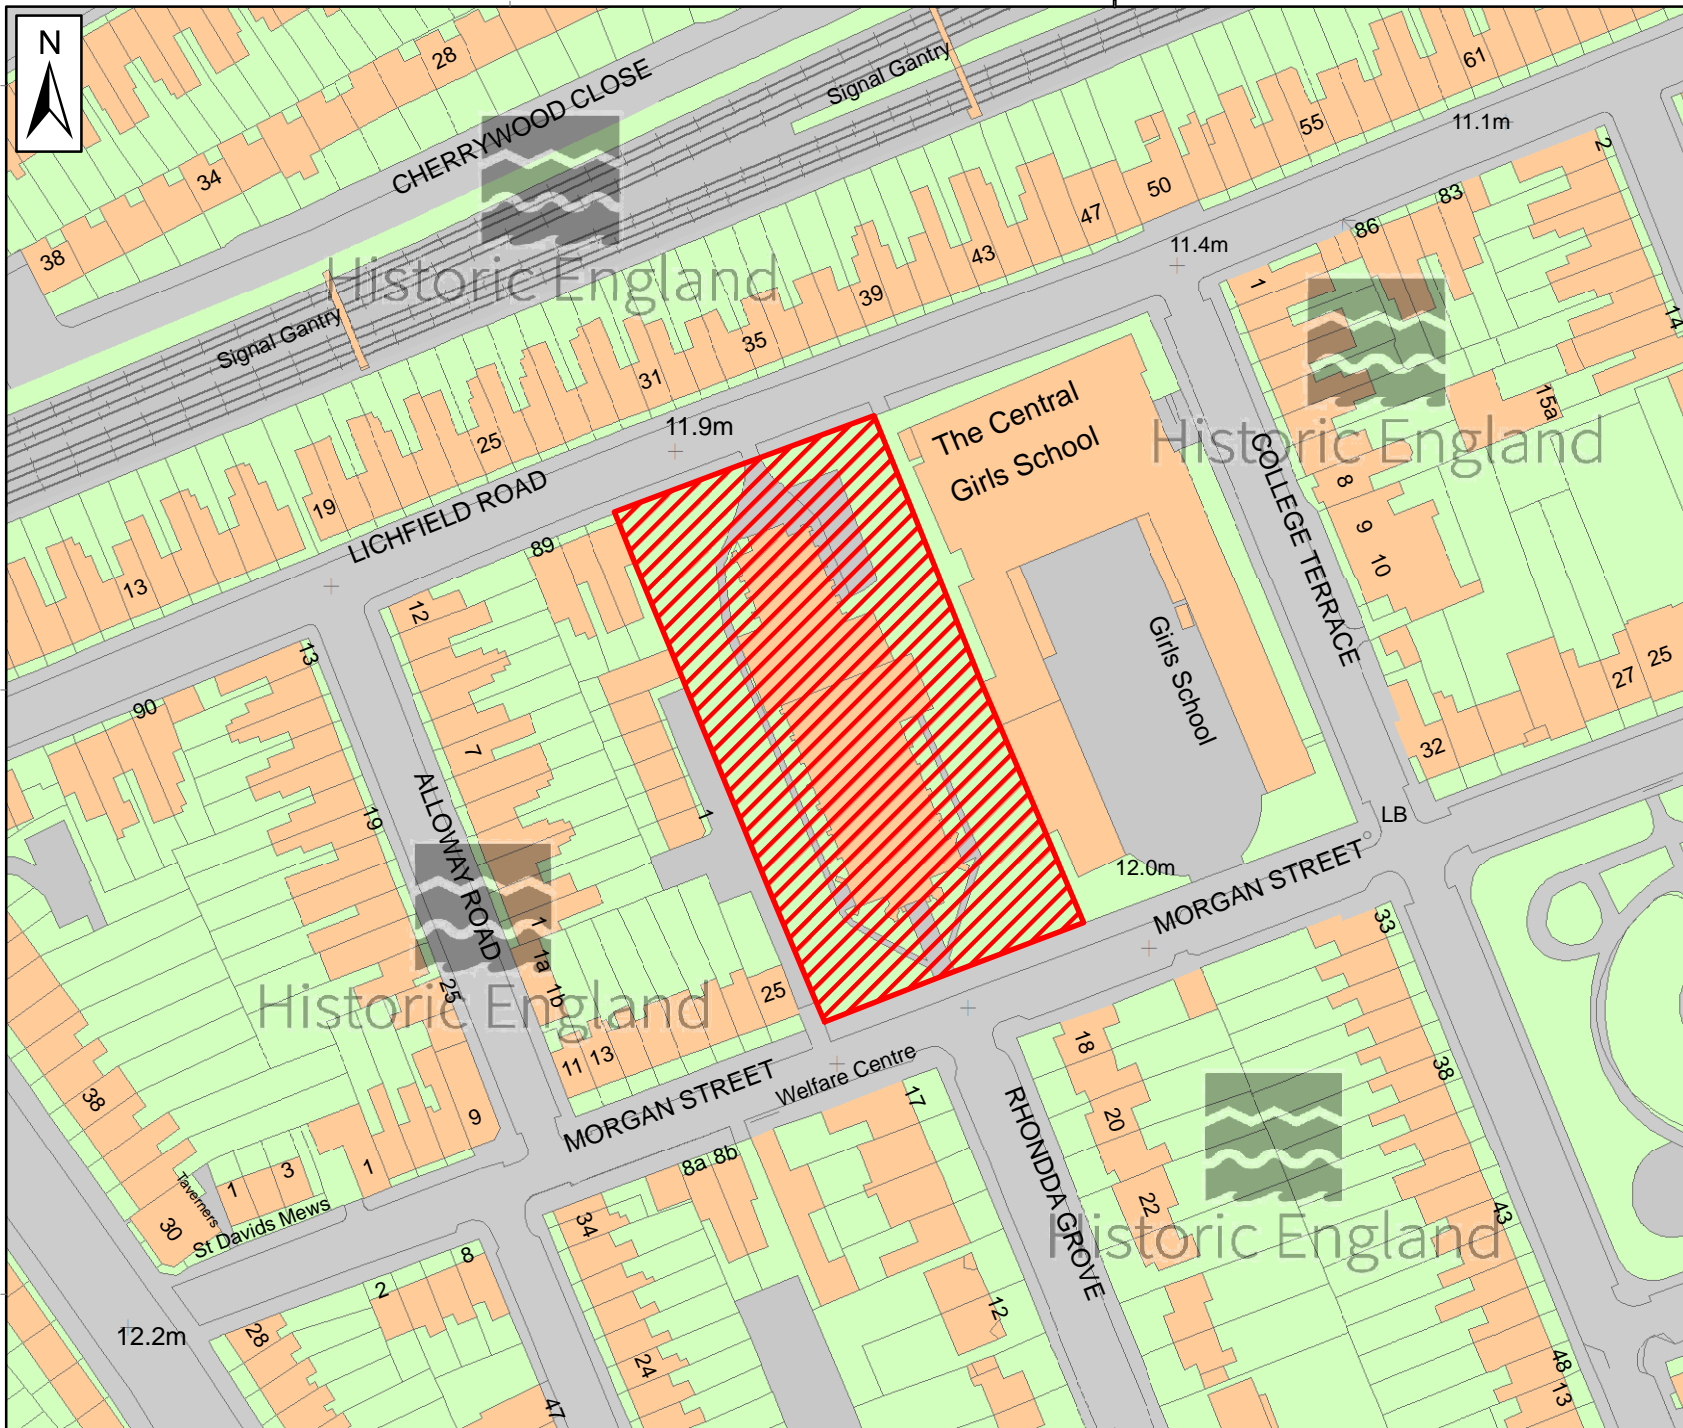 N
28
CHERRYWOOD CLOSE
Signal Gantry
61
34
55
11.1m
2
38
50
47
83
86
11.4m
43
Historic England
39
1
Signal Gantry
35
14
31
The Central
Girls School
15a
11.9m
25
Historic England
COLLEGE TERRACE
19
8
LICHFIELD ROAD
9
89
10
13
12
Girls School
13
25
27
90
7
32
ALLOWAY ROAD
1
19
LB
12.0m
MORGAN STREET
33
1
1a
25
1b
25
Historic England
11
13
18
38
Welfare Centre
MORGAN STREET
17
38
RHONDDA GROVE
20
9
8a
8b
1
3
1
Taverners
30
St Davids Mews
22
43
34
Historic England
8
2
12
12.2m
28
24
48
13
47